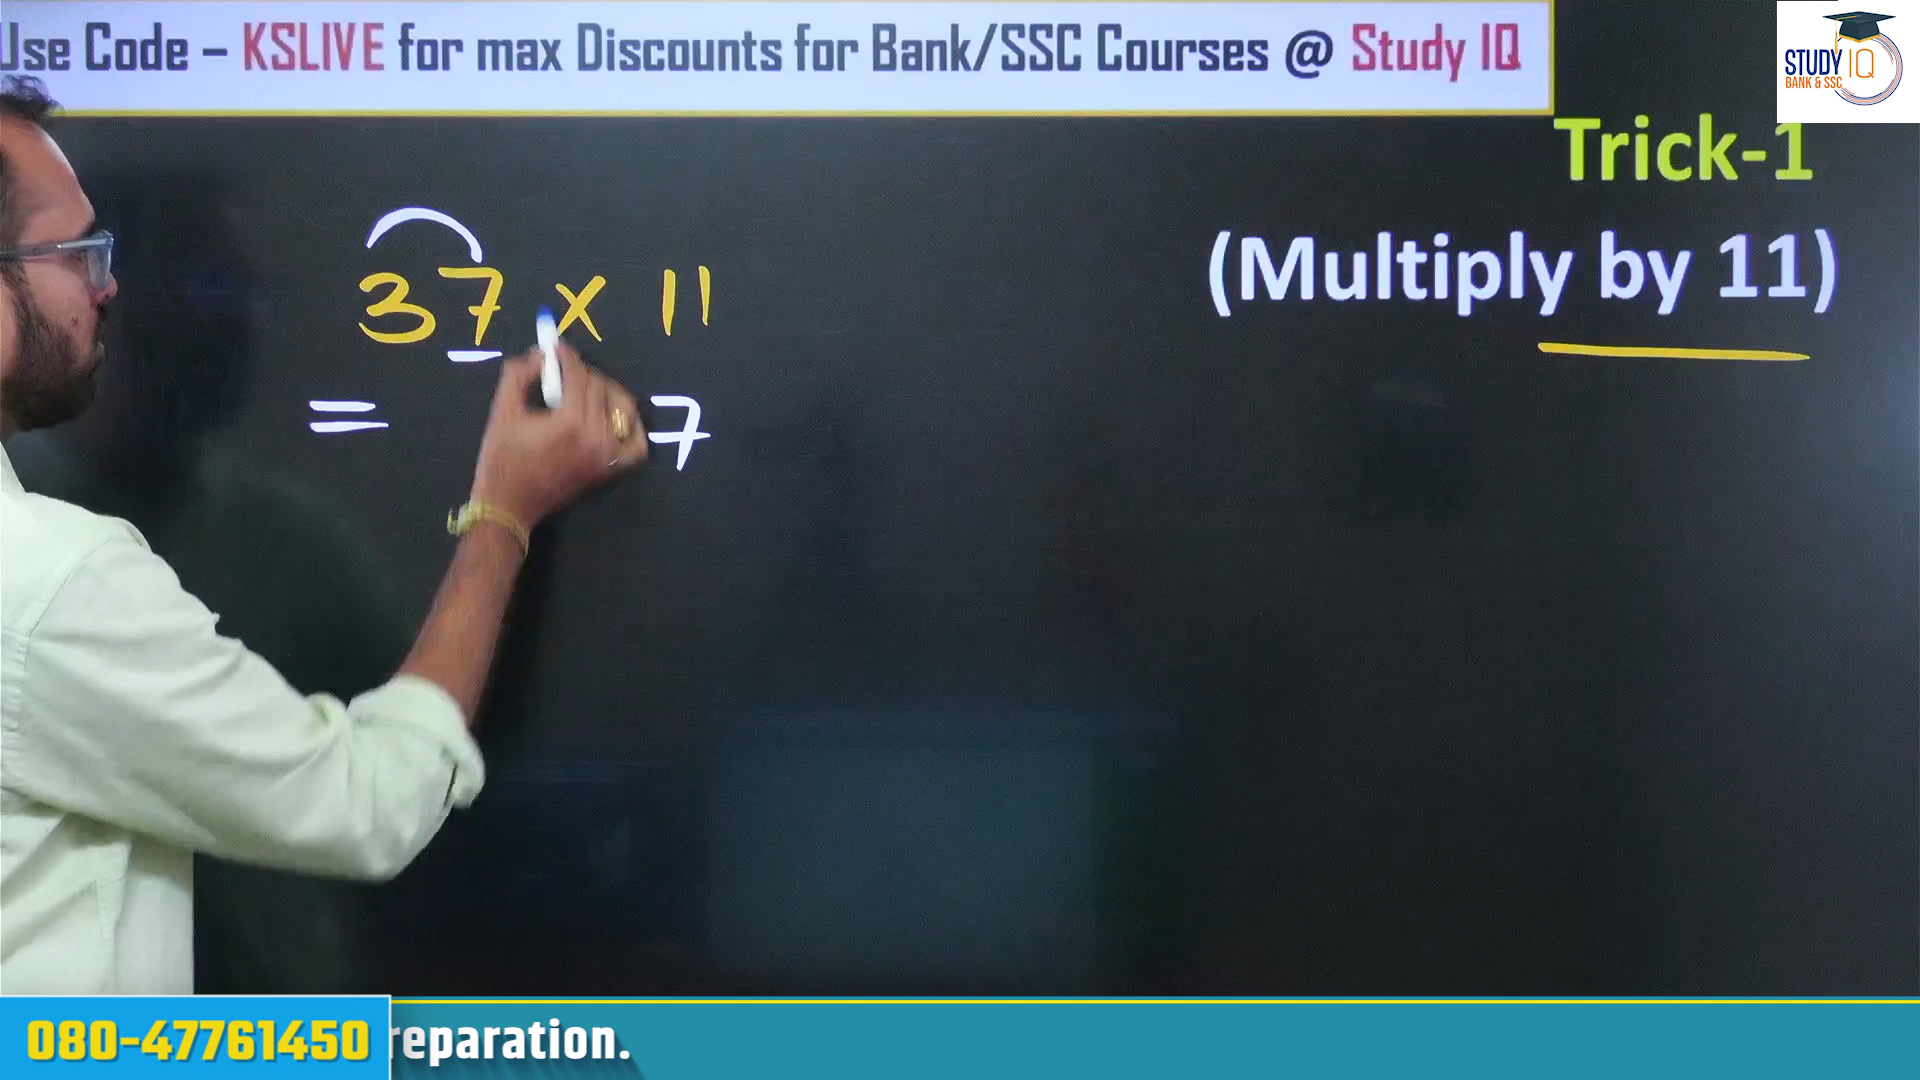 Use Code – KSLIVE for max Discounts for Bank/SSC Courses @ Study IQ
STUDY IQ
BANK & SSC
Trick-1
(Multiply by 11)
37 x 11
= 7
080-47761450
reparation.